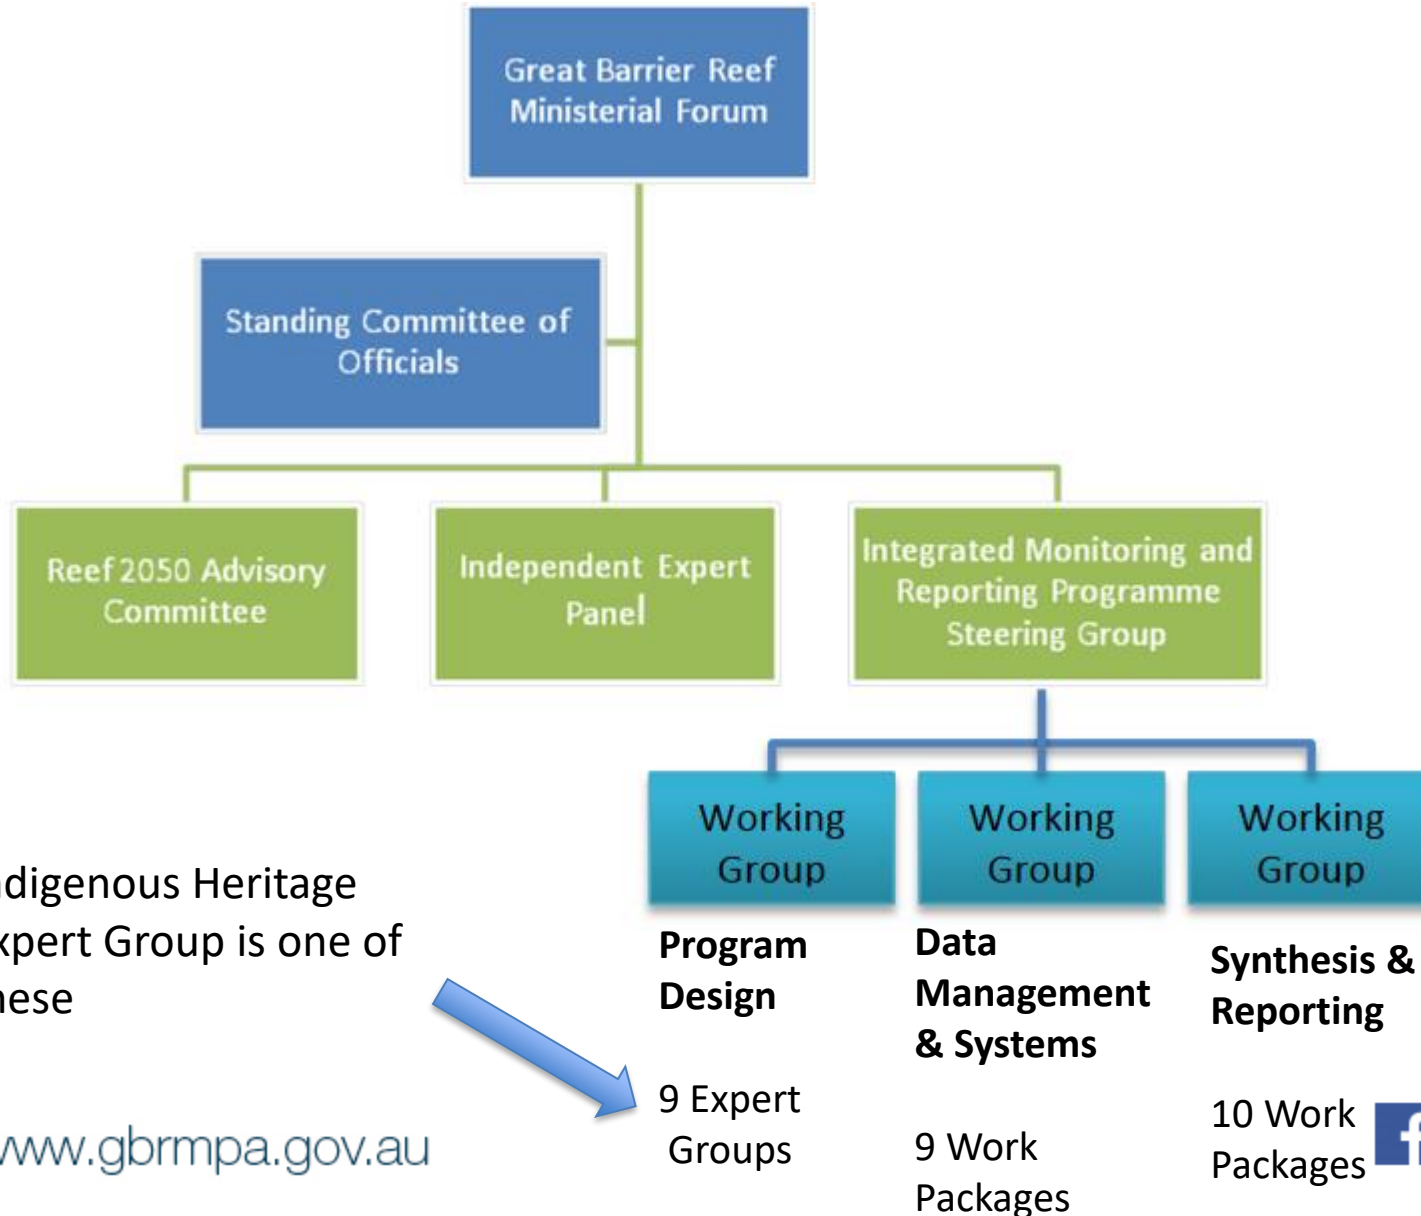 Great Barrier Reef
Ministerial Forum
Standing Committee of
Officials
Reef 2050 Advisory
Committee
Independent Expert
Panel
Integrated Monitoring and
Reporting Programme
Steering Group
Working
Group
Working
Group
Working
Group
ndigenous Heritage
xpert Group is one of
hese
Program
Design
Data
Management
& Systems
Synthesis &
Reporting
9 Expert
Groups
9 Work
Packages
10 Work
Packages
www.gbrmpa.gov.au
f